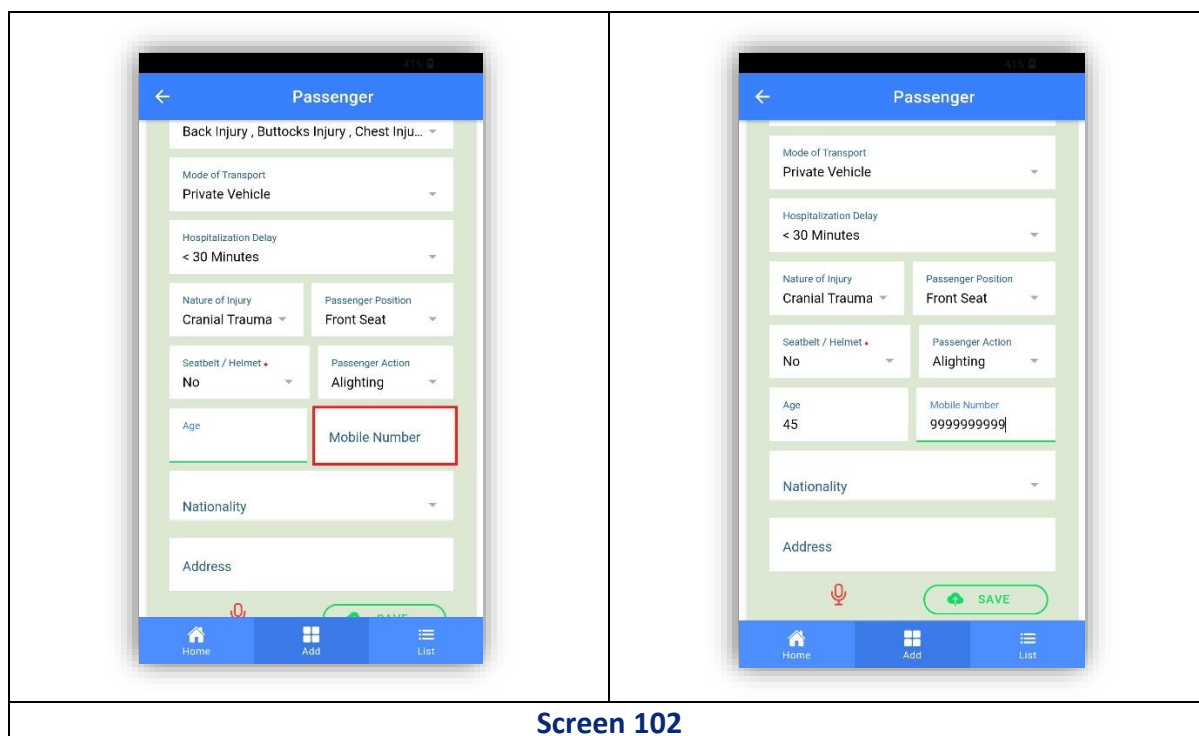 41%
Passenger
Back Injury , Buttocks Injury , Chest Inju...
Mode of Transport
Private Vehicle
Hospitalization Delay
< 30 Minutes
Nature of Injury
Passenger Position
Cranial Trauma
Front Seat
Seatbelt / Helmet *
Passenger Action
No
Alighting
Age
Mobile Number
Nationality
Address
SAVE
Home
Add
List
41%
Passenger
Mode of Transport
Private Vehicle
Hospitalization Delay
< 30 Minutes
Nature of Injury
Passenger Position
Cranial Trauma
Front Seat
Seatbelt / Helmet *
Passenger Action
No
Alighting
Age
Mobile Number
45
9999999999
Nationality
Address
SAVE
Home
Add
List
Screen 102